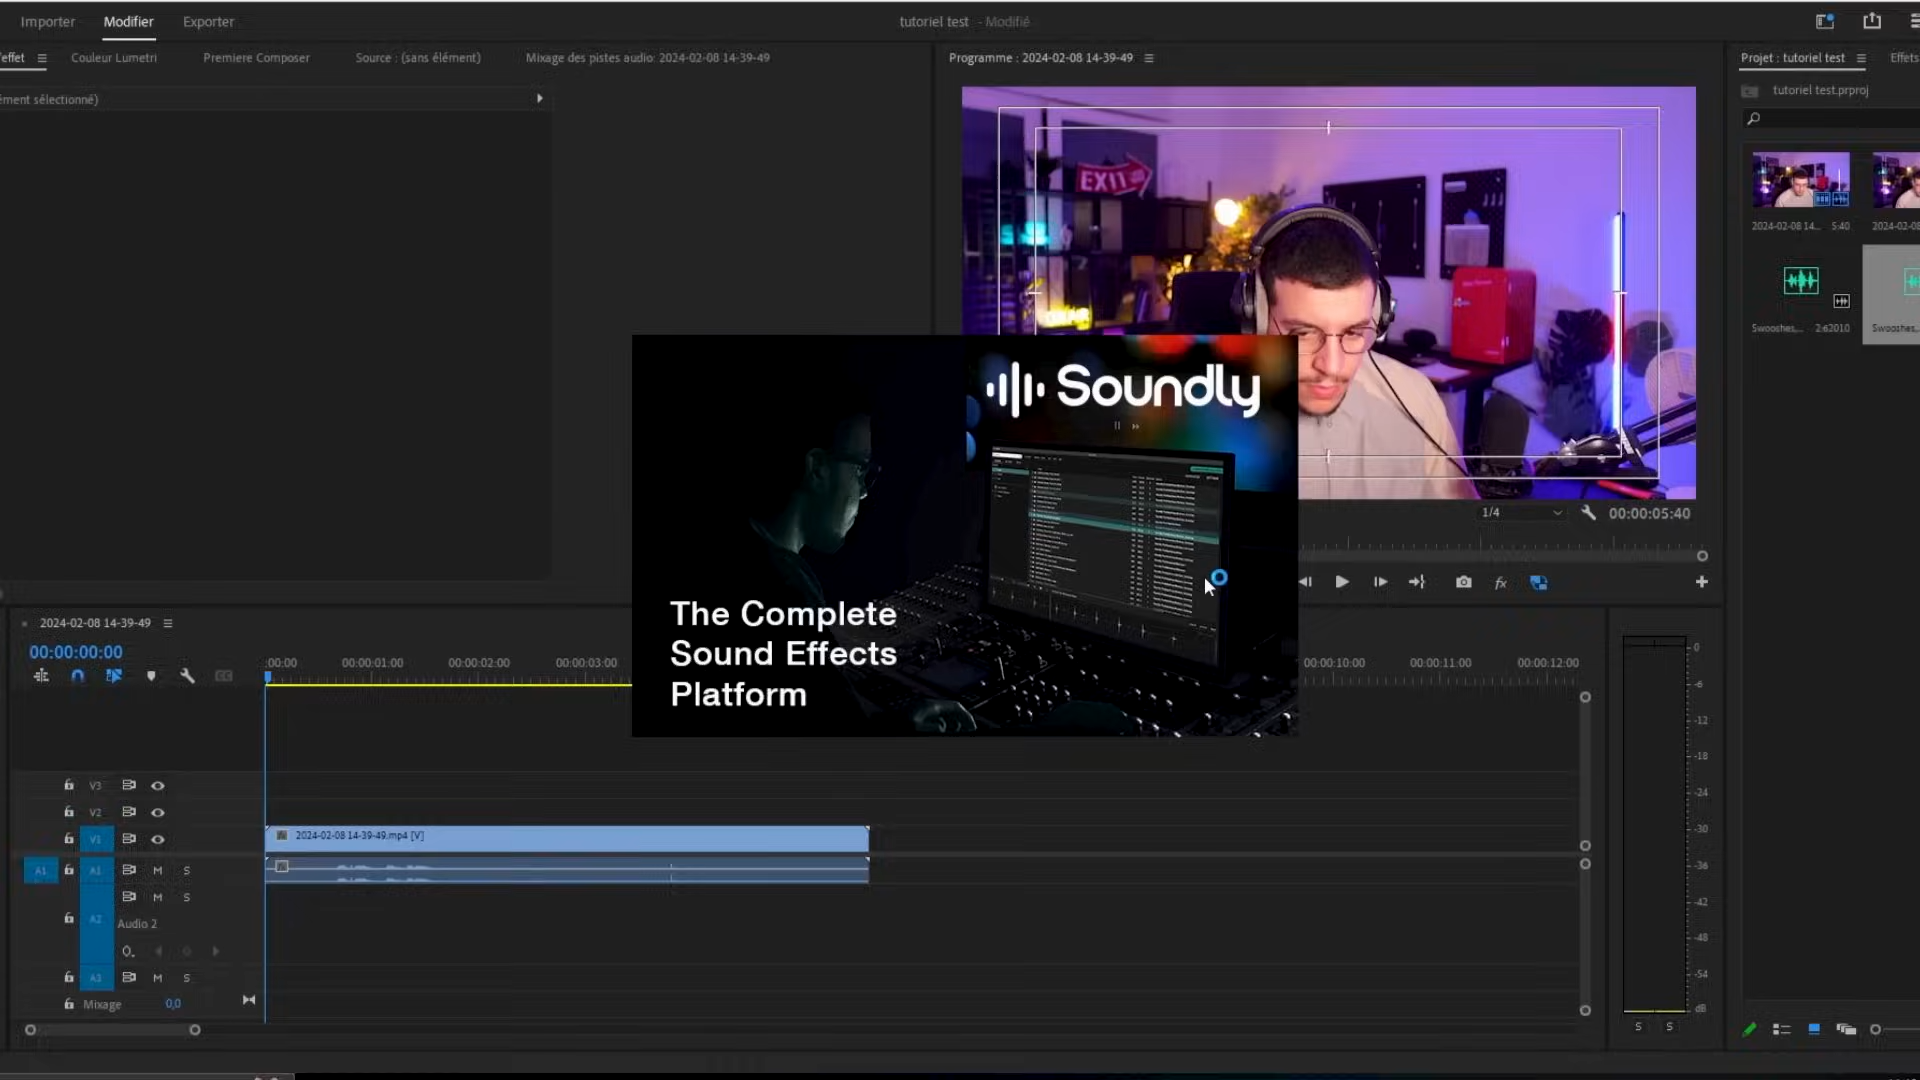 Importer
Modifier
Exporter
tutoriel test - Modifié
effet
Couleur Lumetri
Premiere Composer
Source : (sans élément)
Mixage des pistes audio: 2024-02-08 14-39-49
Programme : 2024-02-08 14-39-49
Projet : tutoriel test
Effets
ément sélectionné)
tutoriel test.prproj
EXIT
2024-02-08 14... 5:40
2024-02-08
Swooshes,... 2:62010
Swooshes,
Soundly
The Complete
Sound Effects
Platform
1/4
00:00:05:40
2024-02-08 14-39-49
00:00:00:00
:00:00
00:00:01:00
00:00:02:00
00:00:03:00
00:00:10:00
00:00:11:00
00:00:12:00
V3
V2
V1
2024-02-08 14-39-49.mp4 [V]
A1
A1
M
S
M
S
A2
Audio 2
A3
M
S
Mixage
0,0
0
-6
-12
-18
-24
-30
-36
-42
-48
-54
dB
S
S